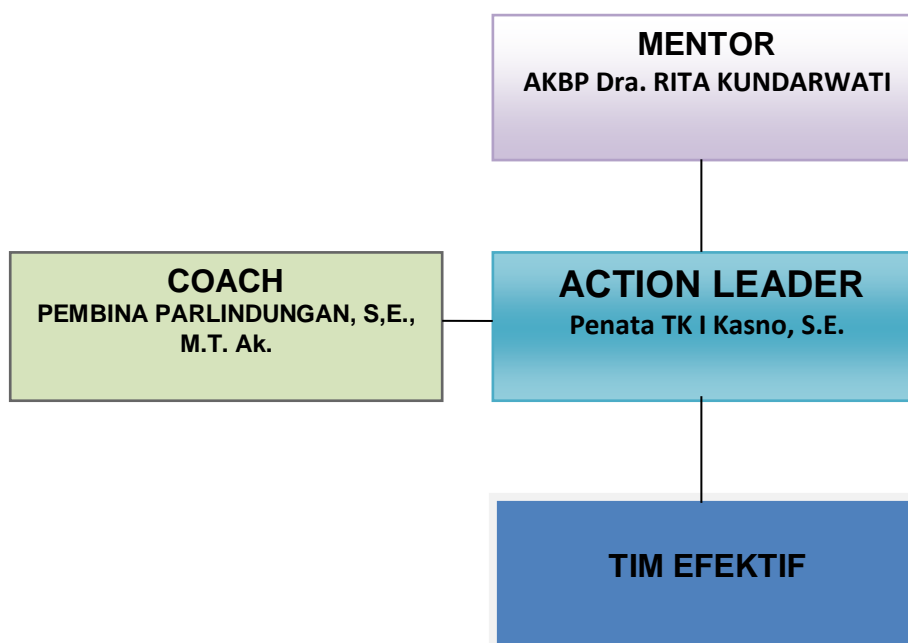 MENTOR
AKBP Dra. RITA KUNDARWATI
COACH
PEMBINA PARLINDUNGAN, S,E.,
M.T. Ak.
ACTION LEADER
Penata TK I Kasno, S.E.
TIM EFEKTIF